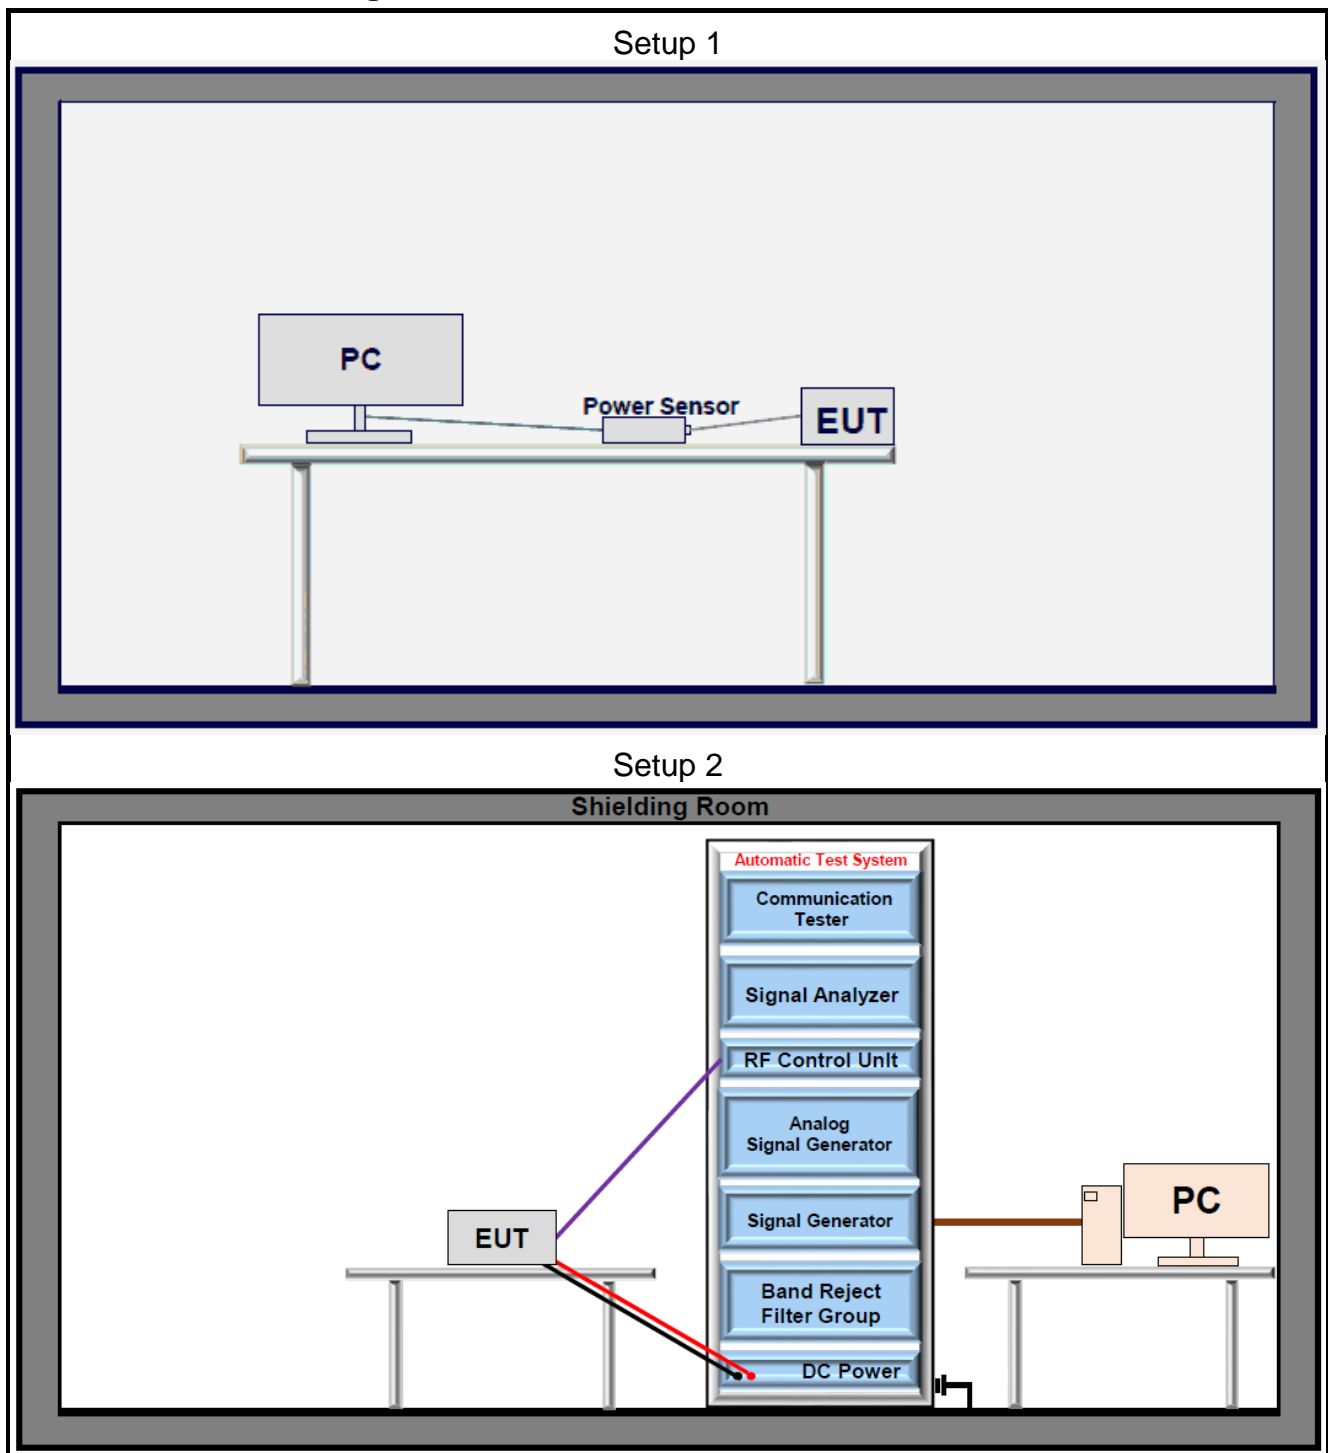 Setup 1
PC
Power Sensor
EUT
Setup 2
Shielding Room
Automatic Test System
Communication
Tester
Signal Analyzer
RF Control UnIt
Analog
Signal Generator
Signal Generator
PC
EUT
Band Reject
Filter Group
DC Power